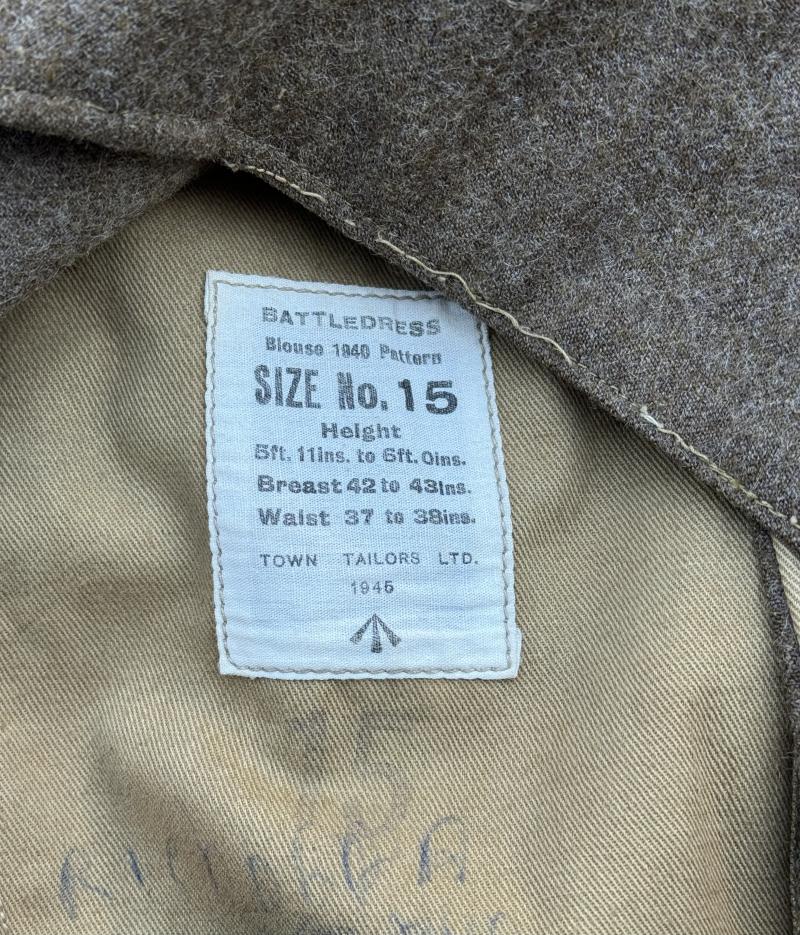 BATTLEDRESS
Blouse 1940 Pattern
SIZE No. 15
Height
5ft. 11ins. to 6ft. 0ins.
Breast 42 to 43ins.
Waist 37 to 38ins.
TOWN TAILORS LTD.
1945
15